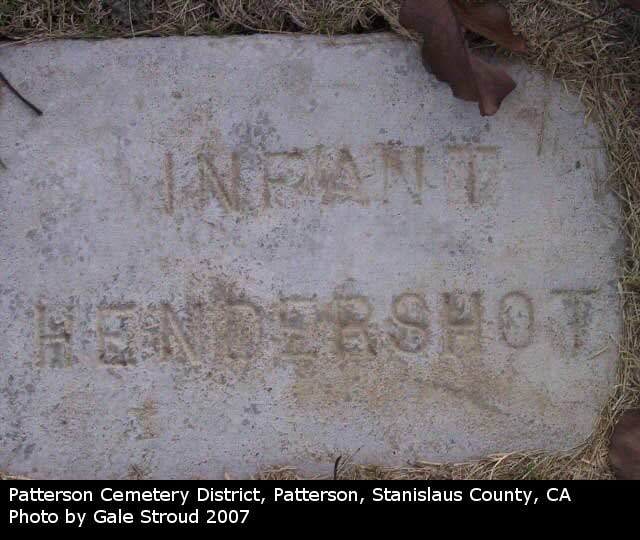 INFANT
HENDERSHOT
Patterson Cemetery District, Patterson, Stanislaus County, CA
Photo by Gale Stroud 2007